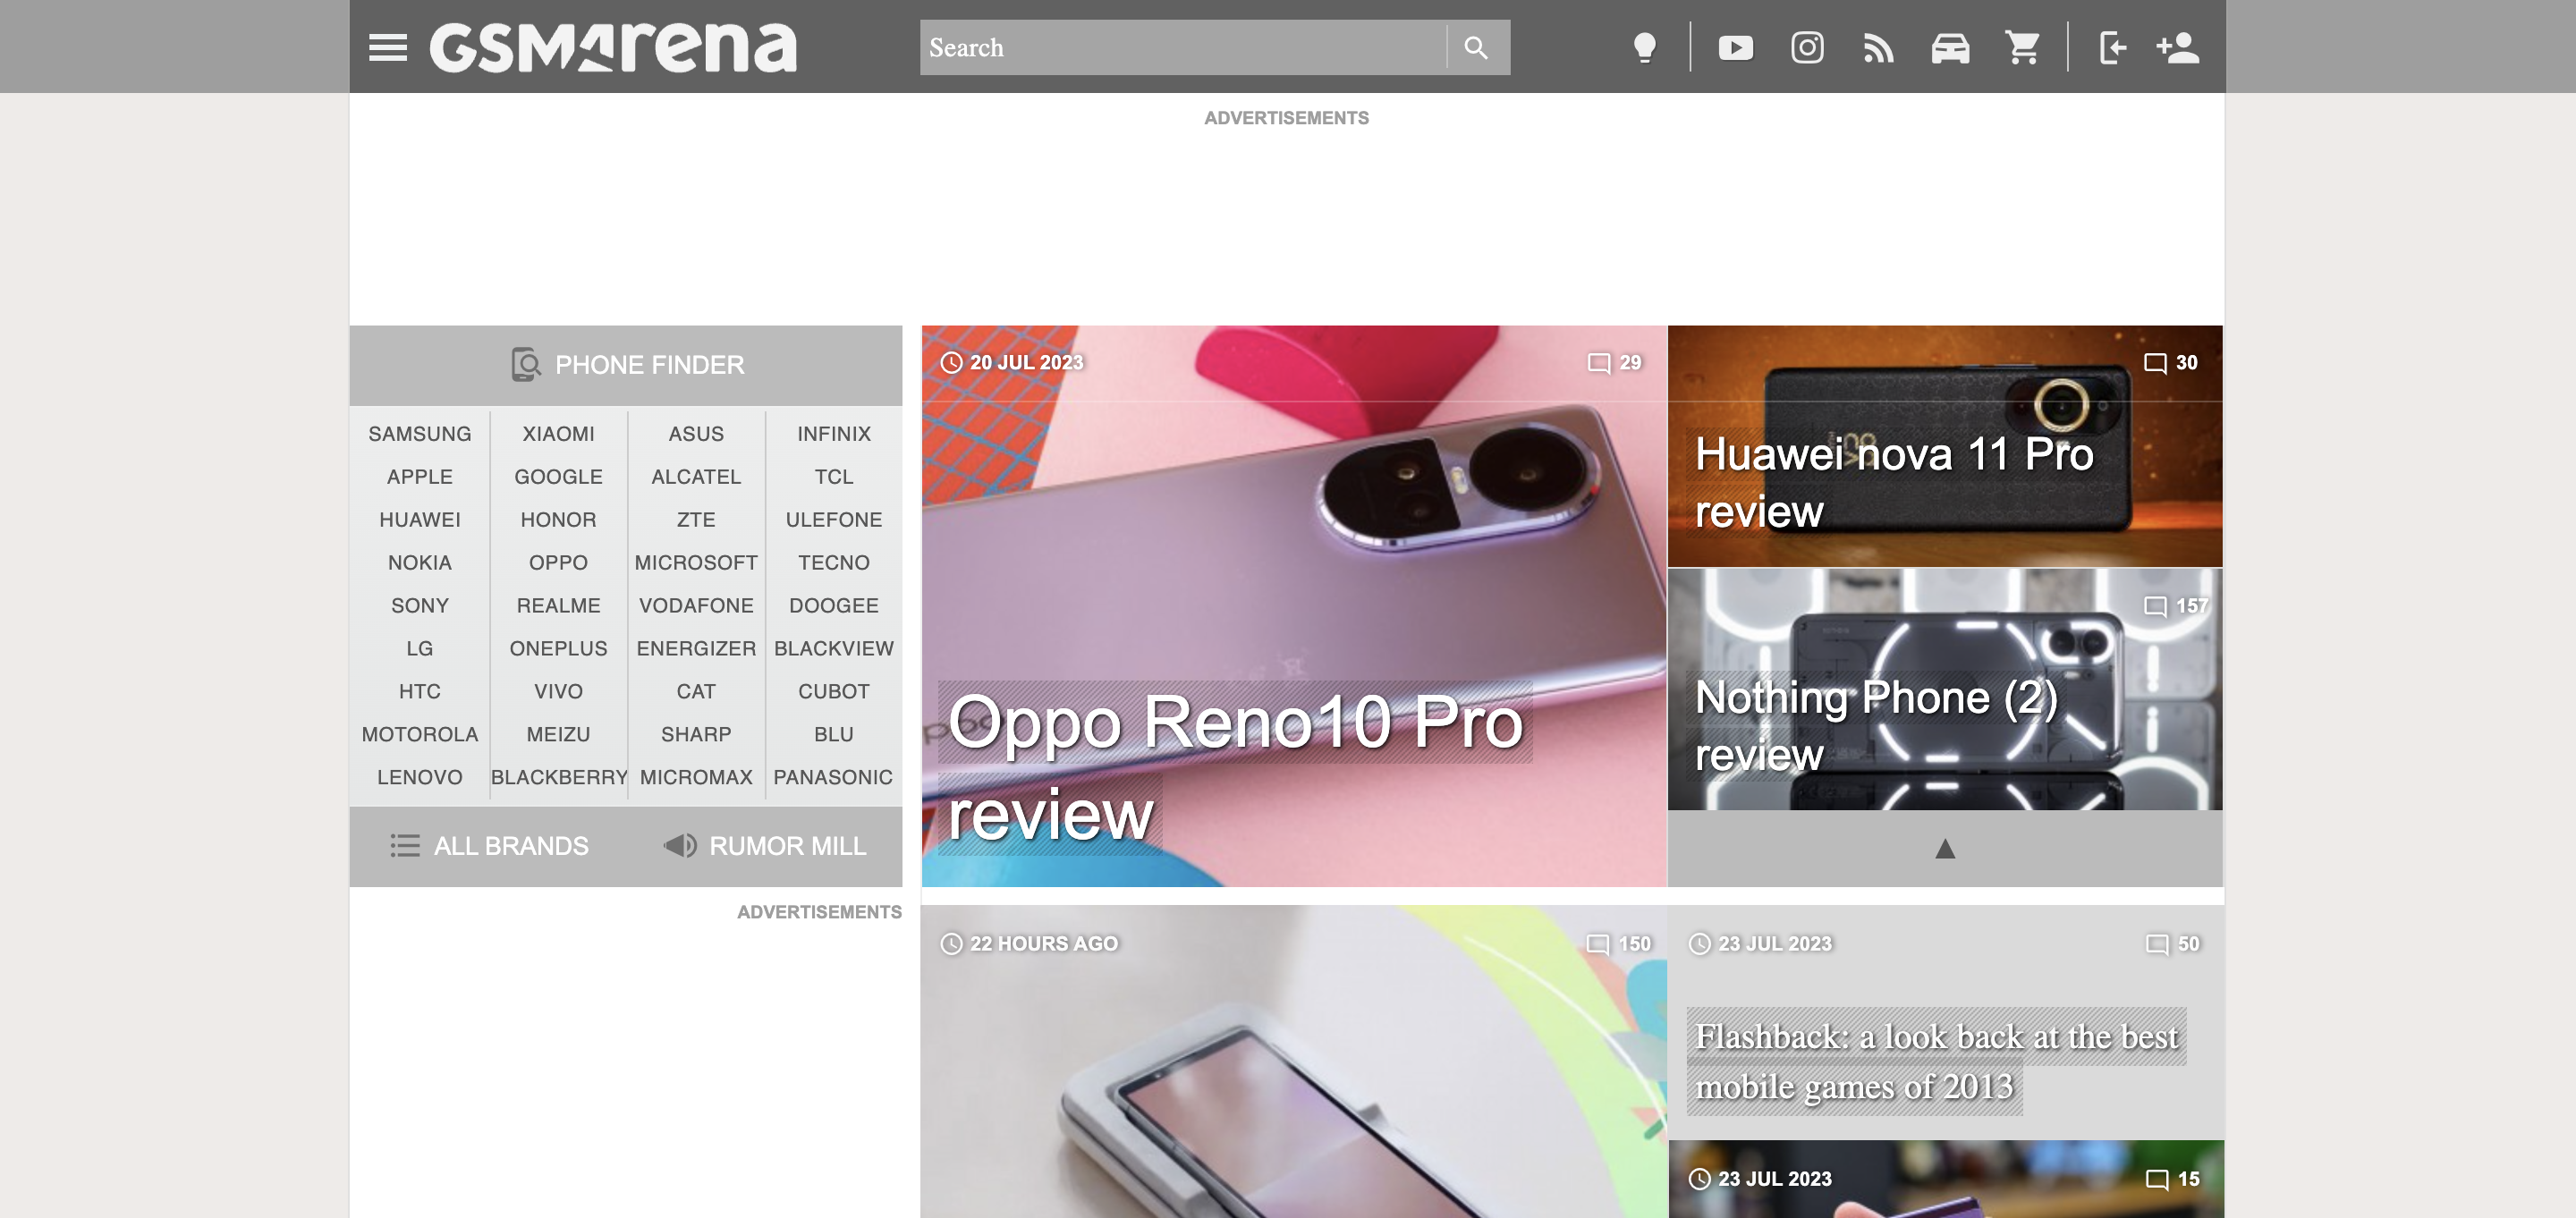 GSMArena
Search
ADVERTISEMENTS
PHONE FINDER
SAMSUNG XIAOMI ASUS INFINIX
APPLE GOOGLE ALCATEL TCL
HUAWEI HONOR ZTE ULEFONE
NOKIA OPPO MICROSOFT TECNO
SONY REALME VODAFONE DOOGEE
LG ONEPLUS ENERGIZER BLACKVIEW
HTC VIVO CAT CUBOT
MOTOROLA MEIZU SHARP BLU
LENOVO BLACKBERRY MICROMAX PANASONIC
ALL BRANDS RUMOR MILL
ADVERTISEMENTS
20 JUL 2023 29
Oppo Reno10 Pro
review
30
Huawei nova 11 Pro
review
157
Nothing Phone (2)
review
22 HOURS AGO 150
23 JUL 2023 50
Flashback: a look back at the best
mobile games of 2013
23 JUL 2023 15